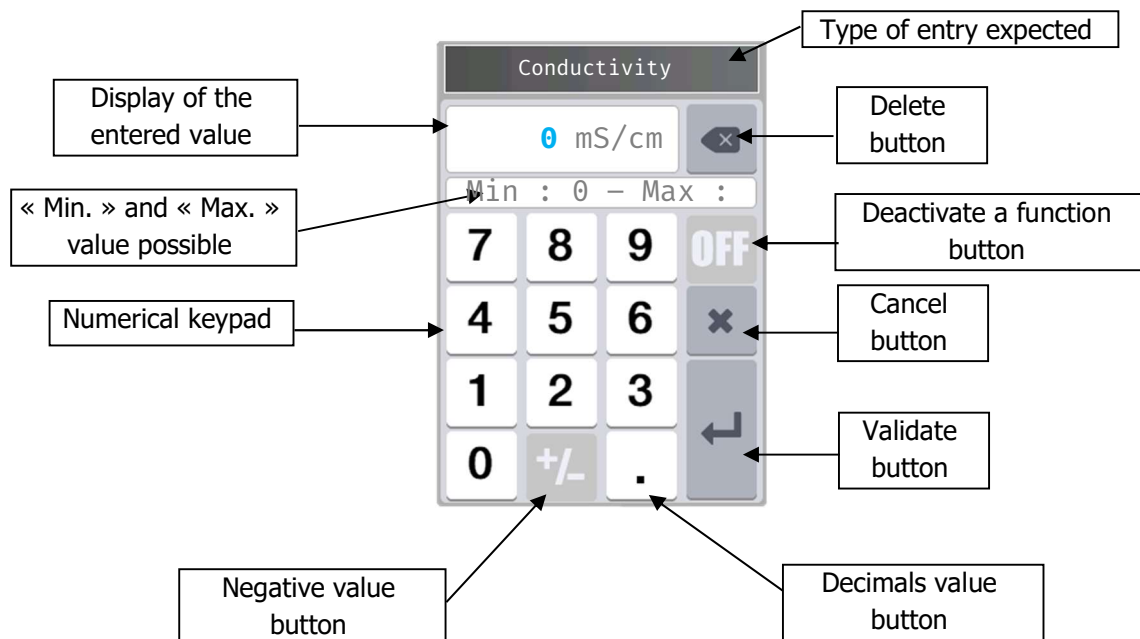 Type of entry expected
Conductivity
Display of the
entered value
0 mS/cm
Delete
button
Min : 0 – Max :
« Min. » and « Max. »
value possible
Deactivate a function
button
7 8 9 OFF
Numerical keypad
4 5 6
Cancel
button
1 2 3
Validate
button
0 +/- .
Negative value
button
Decimals value
button